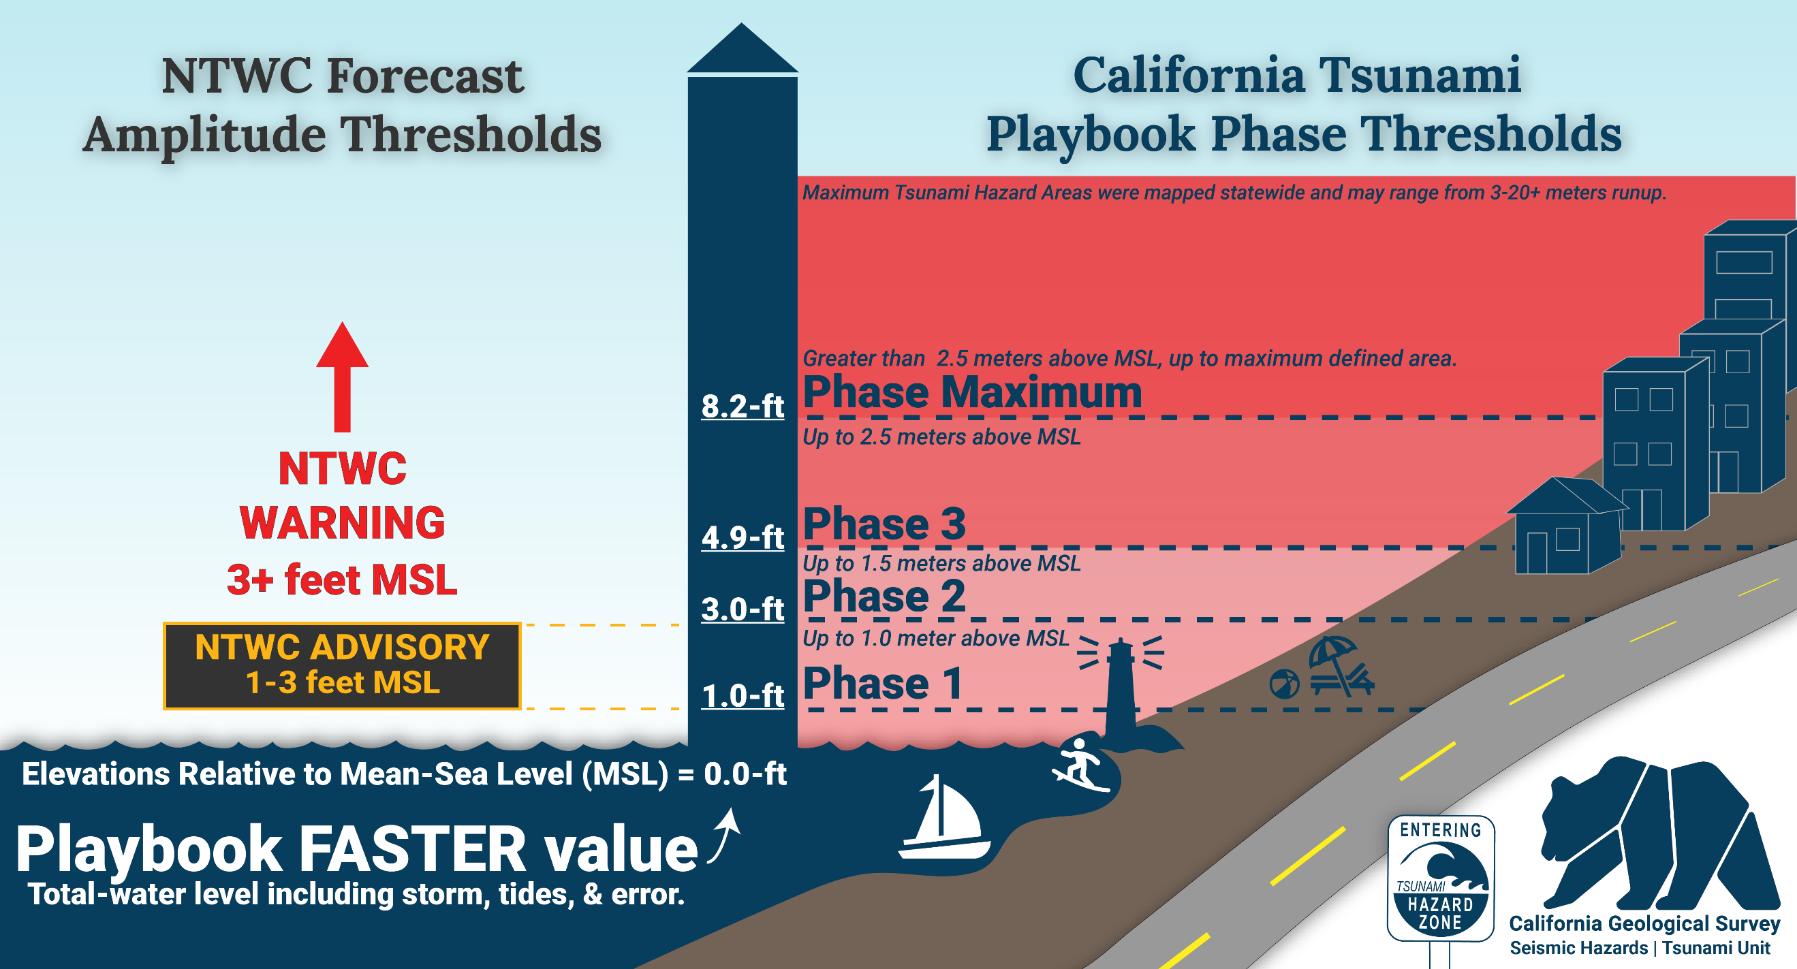 NTWC Forecast
Amplitude Thresholds
California Tsunami
Playbook Phase Thresholds
Maximum Tsunami Hazard Areas were mapped statewide and may range from 3-20+ meters runup.
Greater than 2.5 meters above MSL, up to maximum defined area.
8.2-ft
Phase Maximum
Up to 2.5 meters above MSL
4.9-ft
Phase 3
Up to 1.5 meters above MSL
3.0-ft
Phase 2
Up to 1.0 meter above MSL
1.0-ft
Phase 1
NTWC
WARNING
3+ feet MSL
NTWC ADVISORY
1-3 feet MSL
Elevations Relative to Mean-Sea Level (MSL) = 0.0-ft
Playbook FASTER value
Total-water level including storm, tides, & error.
ENTERING
TSUNAMI
HAZARD
ZONE
California Geological Survey
Seismic Hazards | Tsunami Unit